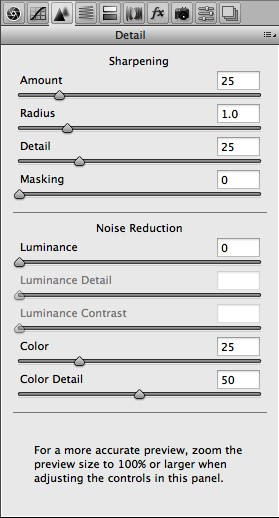 fx
Detail
Sharpening
Amount 25
Radius 1.0
Detail 25
Masking 0
Noise Reduction
Luminance 0
Luminance Detail
Luminance Contrast
Color 25
Color Detail 50
For a more accurate preview, zoom the
preview size to 100% or larger when
adjusting the controls in this panel.